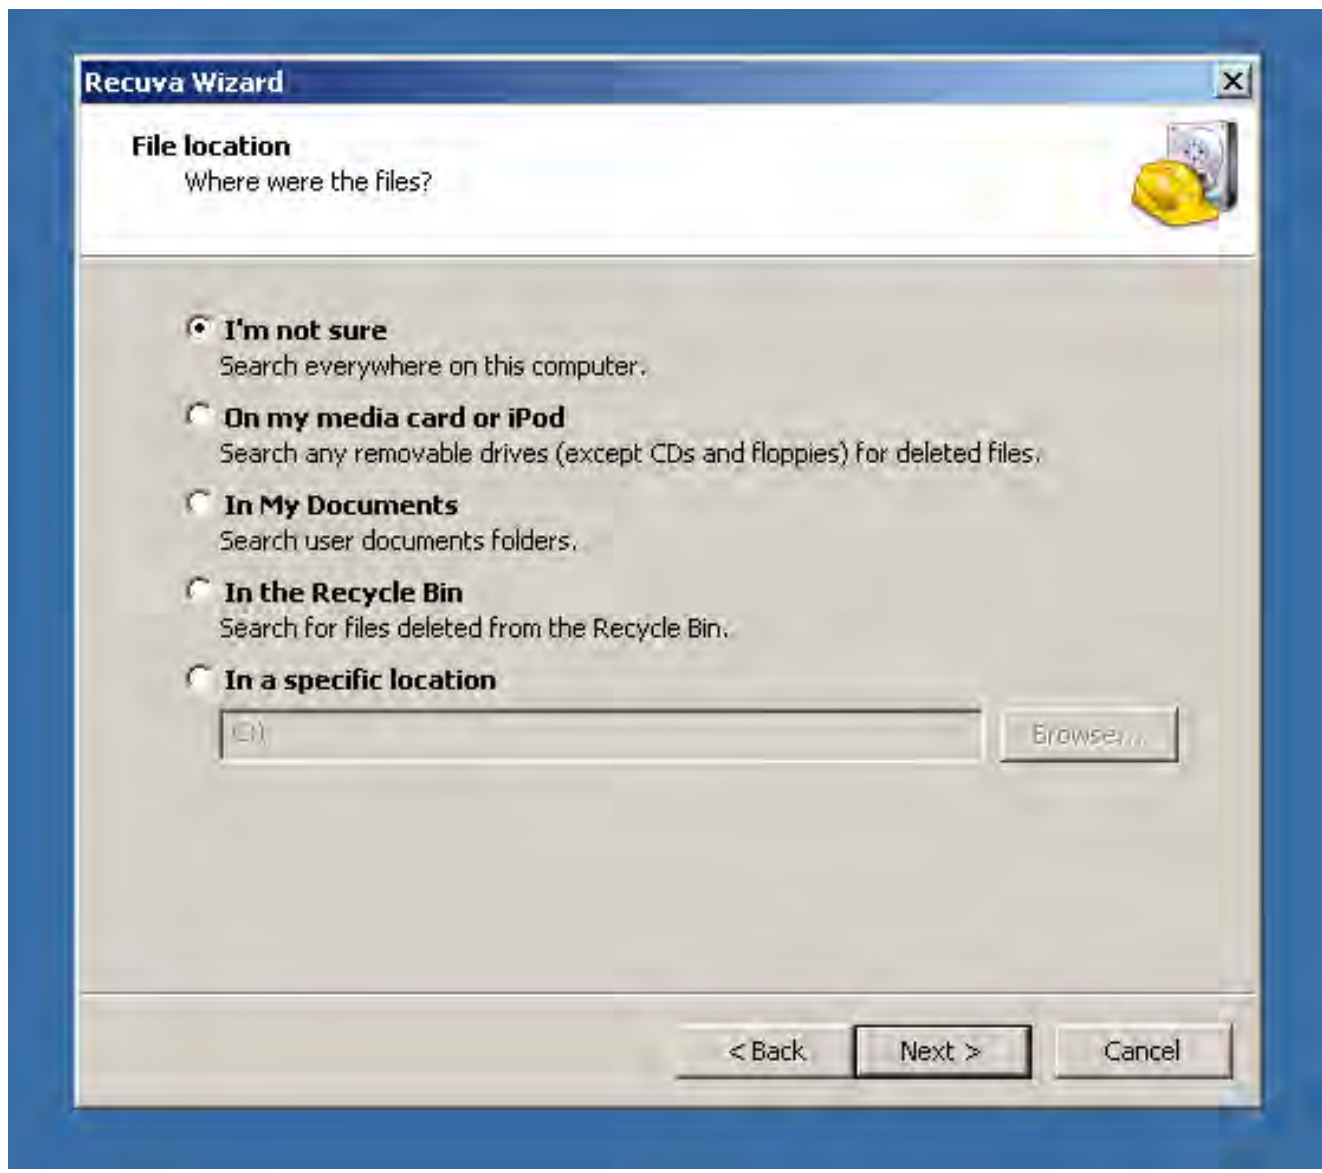 Recuva Wizard
File location
Where were the files?
I'm not sure
Search everywhere on this computer.
On my media card or iPod
Search any removable drives (except CDs and floppies) for deleted files.
In My Documents
Search user documents folders.
In the Recycle Bin
Search for files deleted from the Recycle Bin.
In a specific location
C:\
Browse...
< Back
Next >
Cancel